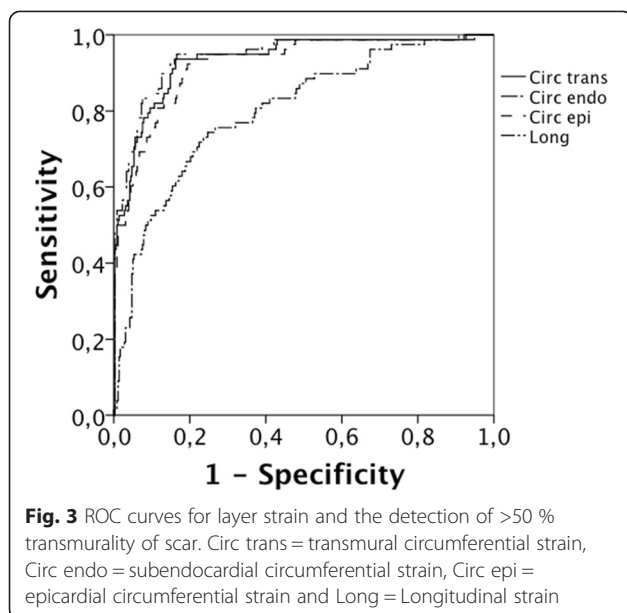 1,0
0,8
0,6
0,4
0,2
0,0
Sensitivity
0,0 0,2 0,4 0,6 0,8 1,0
1 – Specificity
Circ trans
Circ endo
Circ epi
Long
Fig. 3 ROC curves for layer strain and the detection of >50 %
transmurality of scar. Circ trans = transmural circumferential strain,
Circ endo = subendocardial circumferential strain, Circ epi =
epicardial circumferential strain and Long = Longitudinal strain